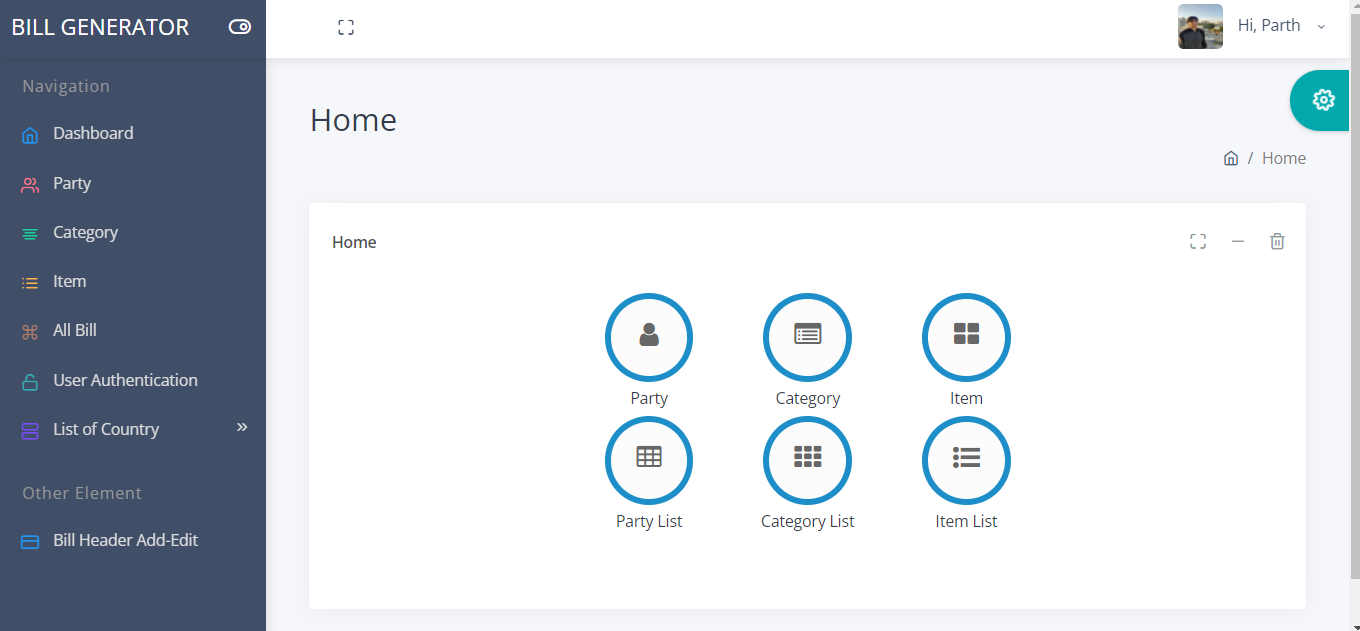 BILL GENERATOR
Hi, Parth
Navigation
Dashboard
Party
Category
Item
All Bill
User Authentication
List of Country
Other Element
Bill Header Add-Edit
Home
/ Home
Home
Party Category Item
Party List Category List Item List